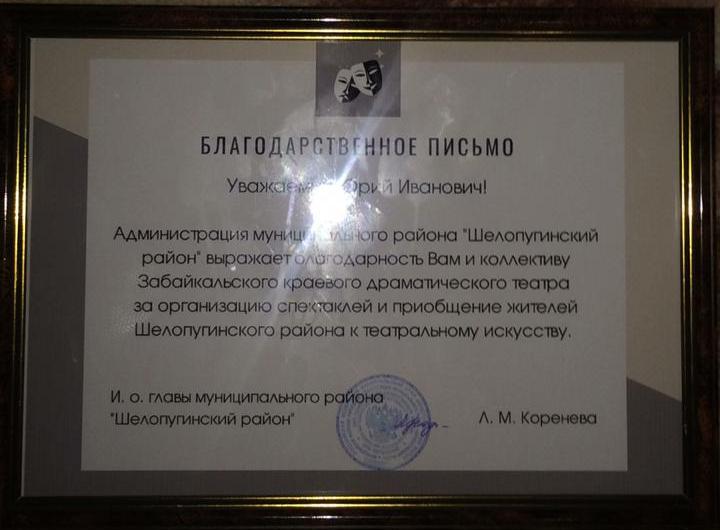 БЛАГОДАРСТВЕННОЕ ПИСЬМО
Иванович!
Администрация муниципального района "Шелопугинский
район" выражает благодарность Вам и коллективу
Забайкальского краевого драматического театра
за организацию спектаклей и приобщение жителей
Шелопугинского района к театральному искусству.
И. о. главы муниципального района
"Шелопугинский район"
Л. М. Коренева